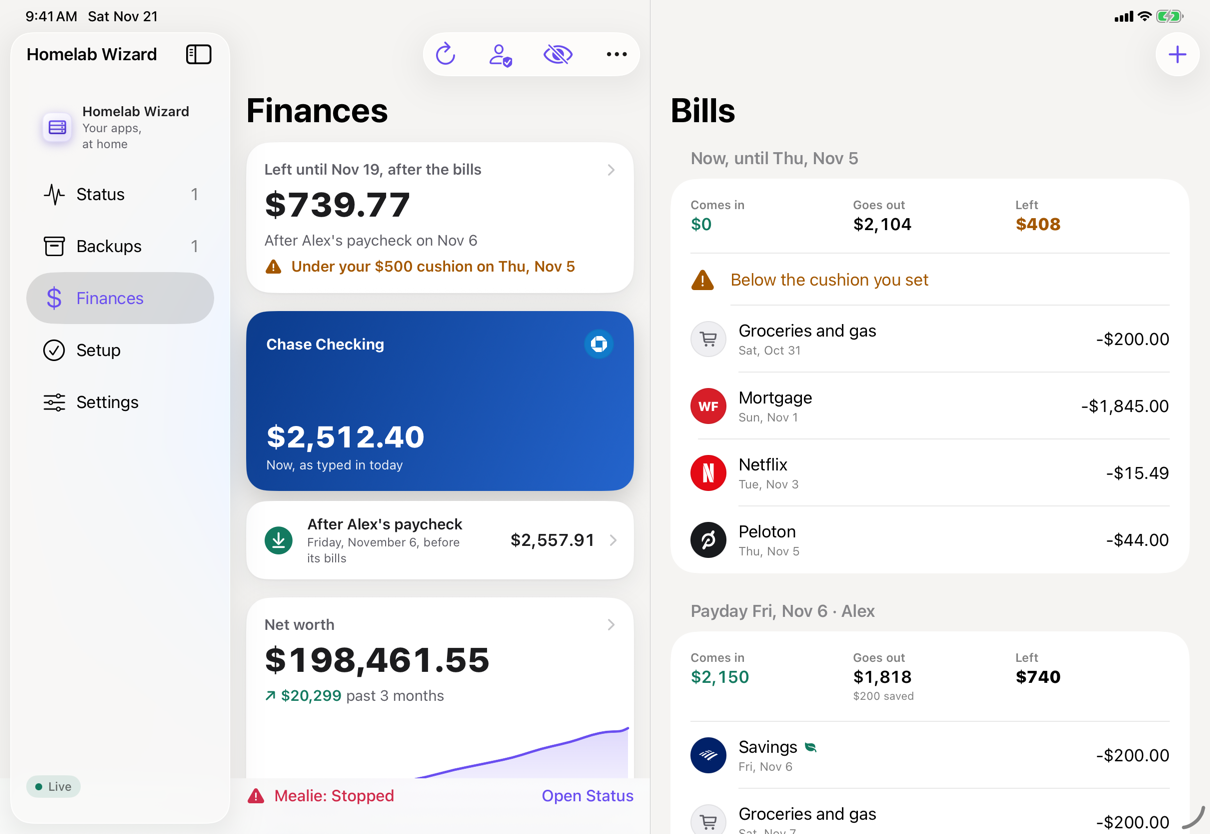 9:41 AM Sat Nov 21
Homelab Wizard
Homelab Wizard
Your apps,
at home
Status 1
Backups 1
Finances
Setup
Settings
Live
Finances
Left until Nov 19, after the bills
$739.77
After Alex's paycheck on Nov 6
Under your $500 cushion on Thu, Nov 5
Chase Checking
$2,512.40
Now, as typed in today
After Alex's paycheck
Friday, November 6, before
its bills
$2,557.91
Net worth
$198,461.55
$20,299 past 3 months
Mealie: Stopped Open Status
Bills
Now, until Thu, Nov 5
Comes in Goes out Left
$0 $2,104 $408
Below the cushion you set
Groceries and gas
Sat, Oct 31
-$200.00
WF
Mortgage
Sun, Nov 1
-$1,845.00
N
Netflix
Tue, Nov 3
-$15.49
Peloton
Thu, Nov 5
-$44.00
Payday Fri, Nov 6 · Alex
Comes in Goes out Left
$2,150 $1,818 $740
$200 saved
Savings
Fri, Nov 6
-$200.00
Groceries and gas
Sat, Nov 7
-$200.00